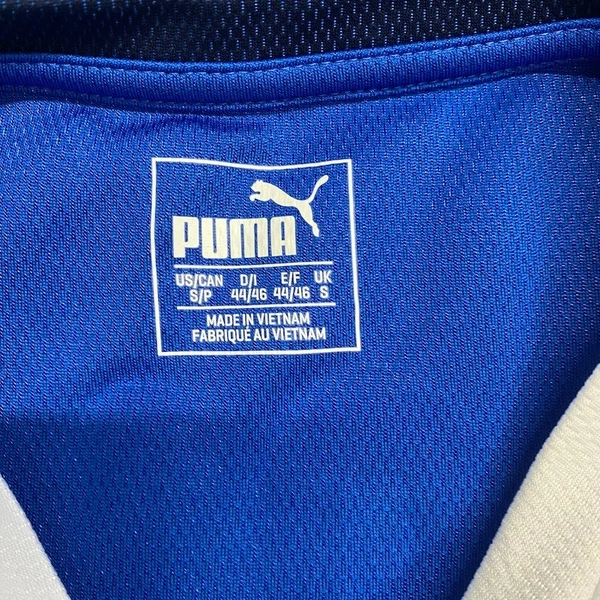 PUMA
US/CAN D/I E/F UK
S/P 44/46 44/46 S
MADE IN VIETNAM
FABRIQUÉ AU VIETNAM